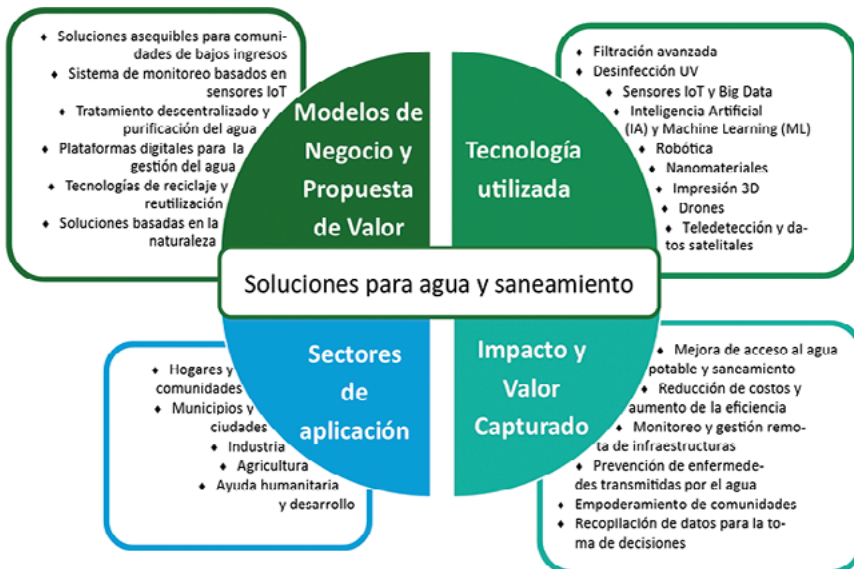 ♦ Soluciones asequibles para comuni-
dades de bajos ingresos
♦ Sistema de monitoreo basados en
sensores IoT
♦ Tratamiento descentralizado y
purificación del agua
♦ Plataformas digitales para la
gestión del agua
♦ Tecnologías de reciclaje y
reutilización
♦ Soluciones basadas en la
naturaleza
Modelos de
Negocio y
Propuesta
de Valor
Tecnología
utilizada
♦ Filtración avanzada
♦ Desinfección UV
♦ Sensores IoT y Big Data
♦ Inteligencia Artificial
(IA) y Machine Learning (ML)
♦ Robótica
♦ Nanomateriales
♦ Impresión 3D
♦ Drones
♦ Teledetección y da-
tos satelitales
Soluciones para agua y saneamiento
♦ Hogares y
comunidades
♦ Municipios y
ciudades
♦ Industria
♦ Agricultura
♦ Ayuda humanitaria
y desarrollo
Sectores
de
aplicación
Impacto y
Valor
Capturado
♦ Mejora de acceso al agua
potable y saneamiento
♦ Reducción de costos y
aumento de la eficiencia
♦ Monitoreo y gestión remo-
ta de infraestructuras
♦ Prevención de enfermede-
des transmitidas por el agua
♦ Empoderamiento de comunidades
♦ Recopilación de datos para la to-
ma de decisiones